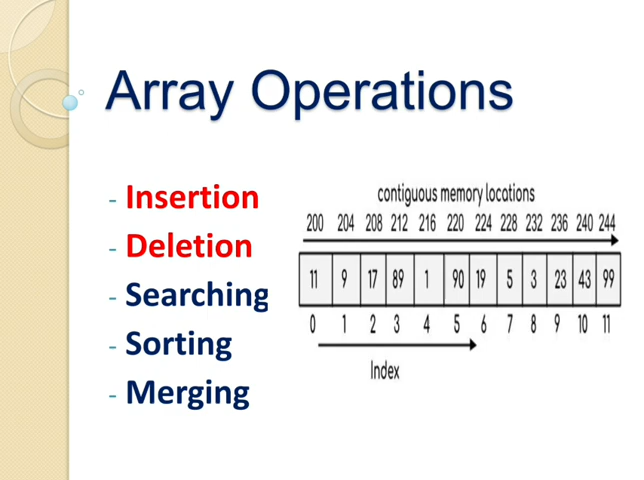 Array Operations
- Insertion
- Deletion
- Searching
- Sorting
- Merging
contiguous memory locations
200 204 208 212 216 220 224 228 232 236 240 244
11 9 17 89 1 90 19 5 3 23 43 99
0 1 2 3 4 5 6 7 8 9 10 11
Index